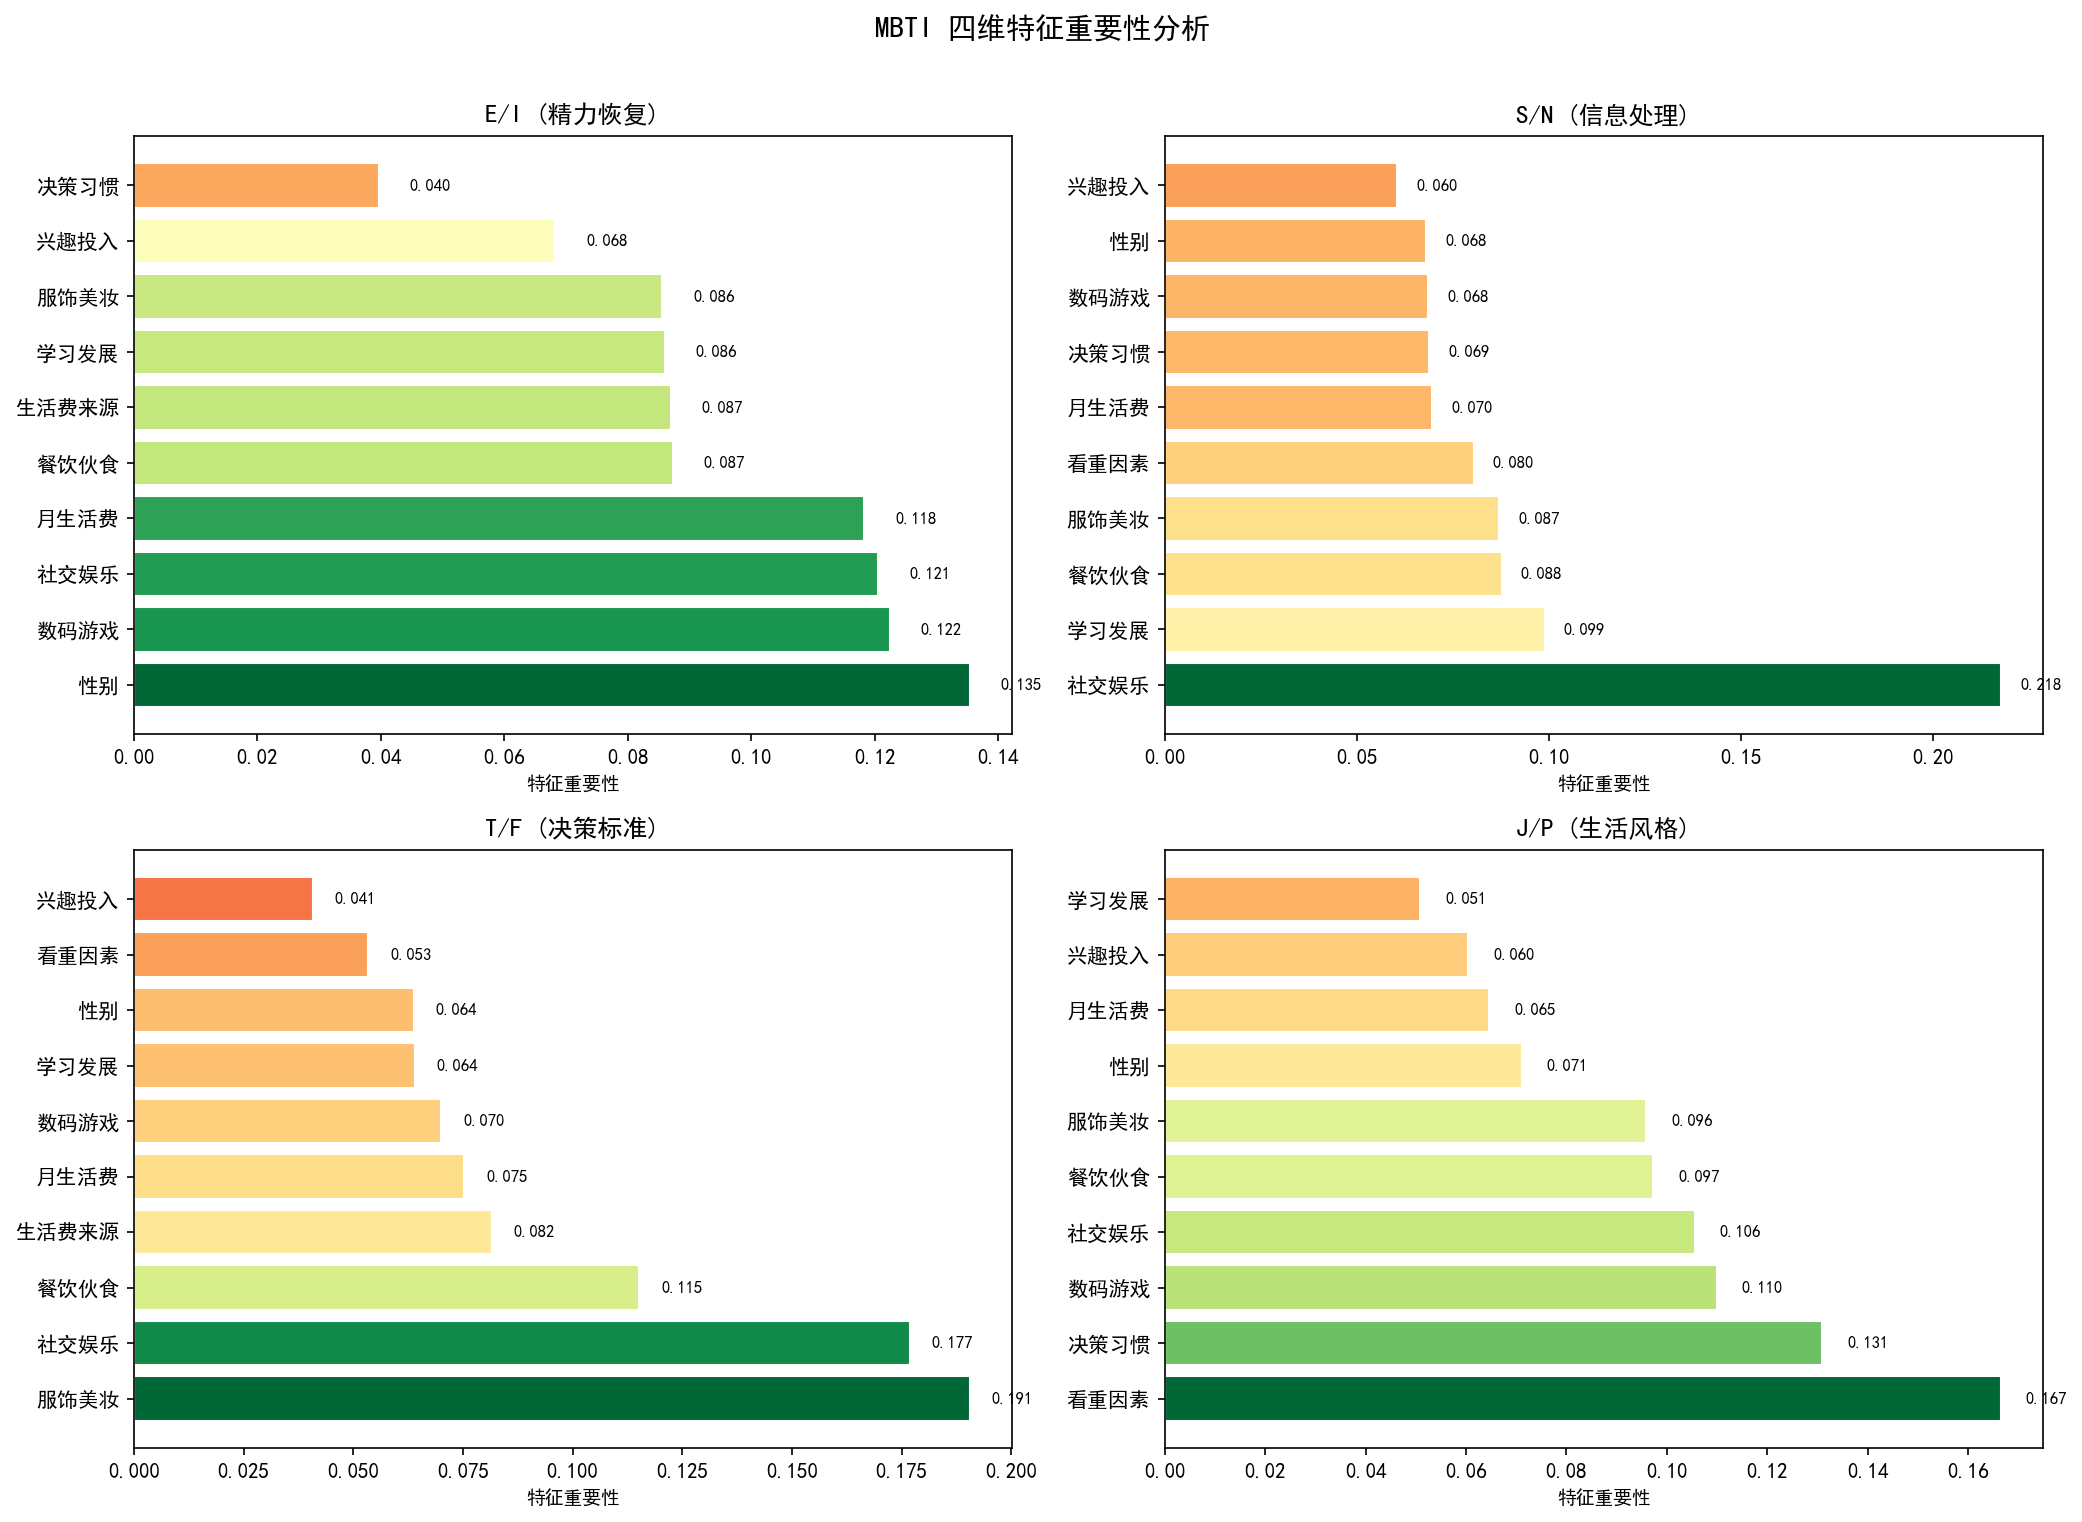 MBTI 四维特征重要性分析
E/I (精力恢复)
决策习惯 0.040
兴趣投入 0.068
服饰美妆 0.086
学习发展 0.086
生活费来源 0.087
餐饮伙食 0.087
月生活费 0.118
社交娱乐 0.121
数码游戏 0.122
性别 0.135
0.00 0.02 0.04 0.06 0.08 0.10 0.12 0.14
特征重要性
S/N (信息处理)
兴趣投入 0.060
性别 0.068
数码游戏 0.068
决策习惯 0.069
月生活费 0.070
看重因素 0.080
服饰美妆 0.087
餐饮伙食 0.088
学习发展 0.099
社交娱乐 0.218
0.00 0.05 0.10 0.15 0.20
特征重要性
T/F (决策标准)
兴趣投入 0.041
看重因素 0.053
性别 0.064
学习发展 0.064
数码游戏 0.070
月生活费 0.075
生活费来源 0.082
餐饮伙食 0.115
社交娱乐 0.177
服饰美妆 0.191
0.000 0.025 0.050 0.075 0.100 0.125 0.150 0.175 0.200
特征重要性
J/P (生活风格)
学习发展 0.051
兴趣投入 0.060
月生活费 0.065
性别 0.071
服饰美妆 0.096
餐饮伙食 0.097
社交娱乐 0.106
数码游戏 0.110
决策习惯 0.131
看重因素 0.167
0.00 0.02 0.04 0.06 0.08 0.10 0.12 0.14 0.16
特征重要性